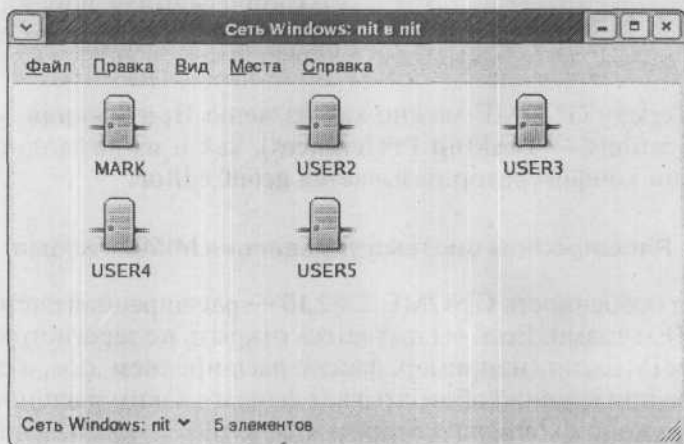 Сеть Windows: nit в nit
Файл Правка Вид Места Справка
MARK USER2 USER3
USER4 USER5
Сеть Windows: nit 5 элементов